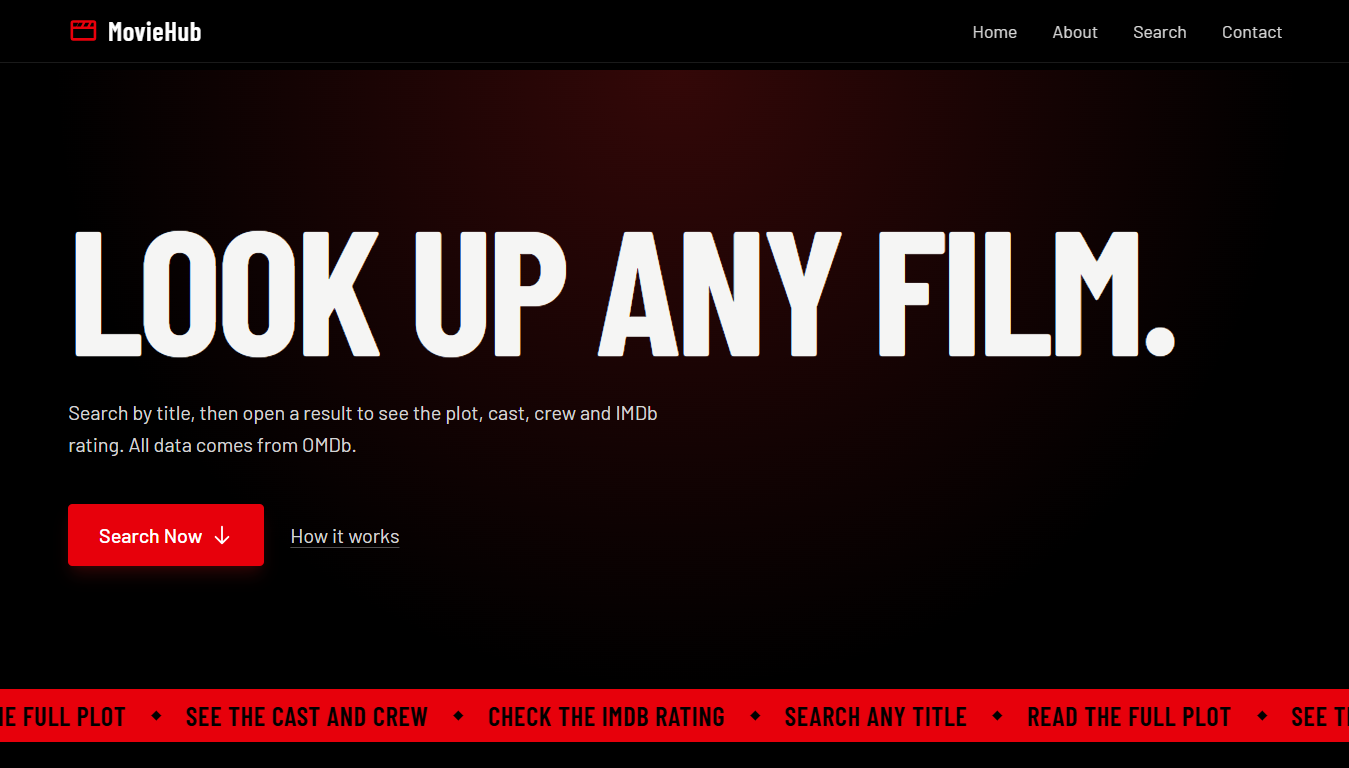 MovieHub
Home About Search Contact
LOOK UP ANY FILM.
Search by title, then open a result to see the plot, cast, crew and IMDb
rating. All data comes from OMDb.
Search Now How it works
FULL PLOT ◆ SEE THE CAST AND CREW ◆ CHECK THE IMDB RATING ◆ SEARCH ANY TITLE ◆ READ THE FULL PLOT ◆ SEE